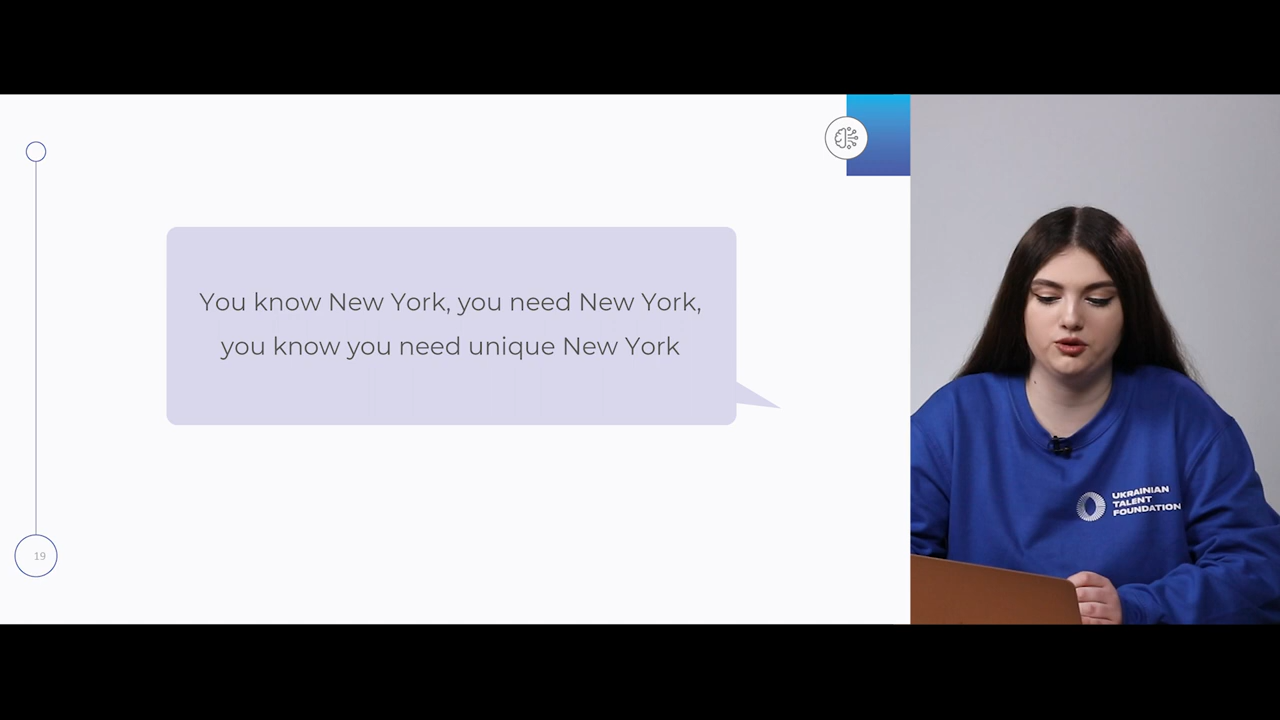 You know New York, you need New York,
you know you need unique New York
19
UKRAINIAN
TALENT
FOUNDATION